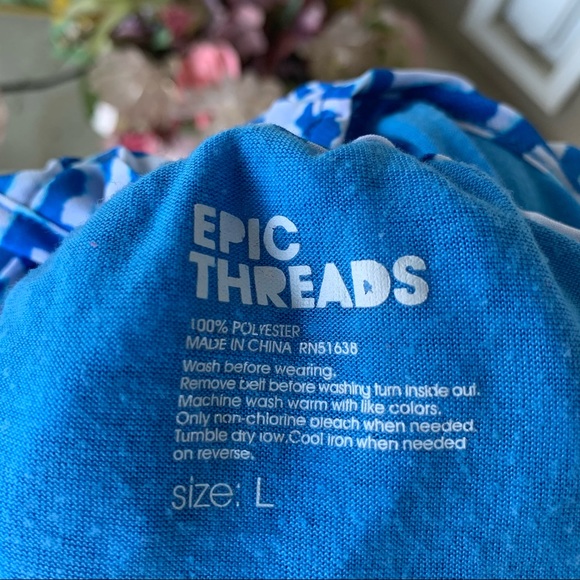 EPIC
THREADS
100% POLYESTER
MADE IN CHINA RN51638
Wash before wearing.
Remove belt before washing turn inside out.
Machine wash warm with like colors.
Only non-chlorine bleach when needed.
Tumble dry low.Cool iron when needed
on reverse.
size: L